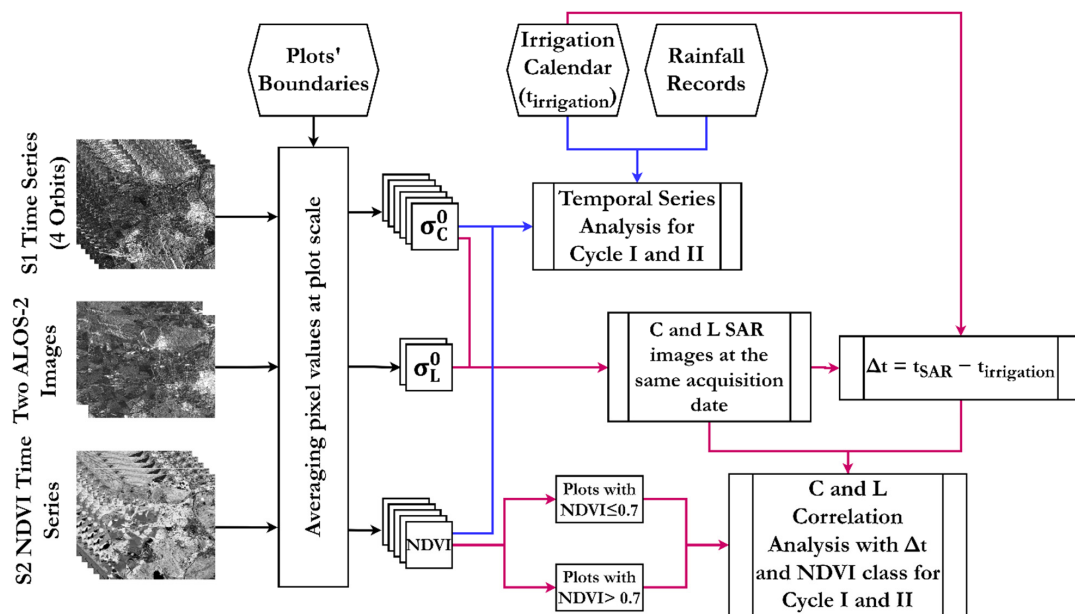 Plots'
Boundaries
Irrigation
Calendar
(tirrigation)
Rainfall
Records
S1 Time Series
(4 Orbits)
Two ALOS-2
Images
S2 NDVI Time
Series
Averaging pixel values at plot scale
σ0C
σ0L
NDVI
Temporal Series
Analysis for
Cycle I and II
C and L SAR
images at the
same acquisition
date
Δt = tSAR − tirrigation
Plots with
NDVI≤0.7
Plots with
NDVI> 0.7
C and L
Correlation
Analysis with Δt
and NDVI class for
Cycle I and II